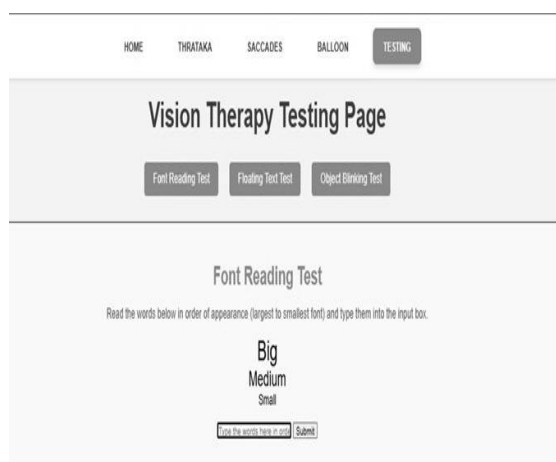 HOME THRATAKA SACCADES BALLOON TESTING
Vision Therapy Testing Page
Font Reading Test Floating Text Test Object Blinking Test
Font Reading Test
Read the words below in order of appearance (largest to smallest font) and type them into the input box.
Big
Medium
Small
Type the words here in orde Submit